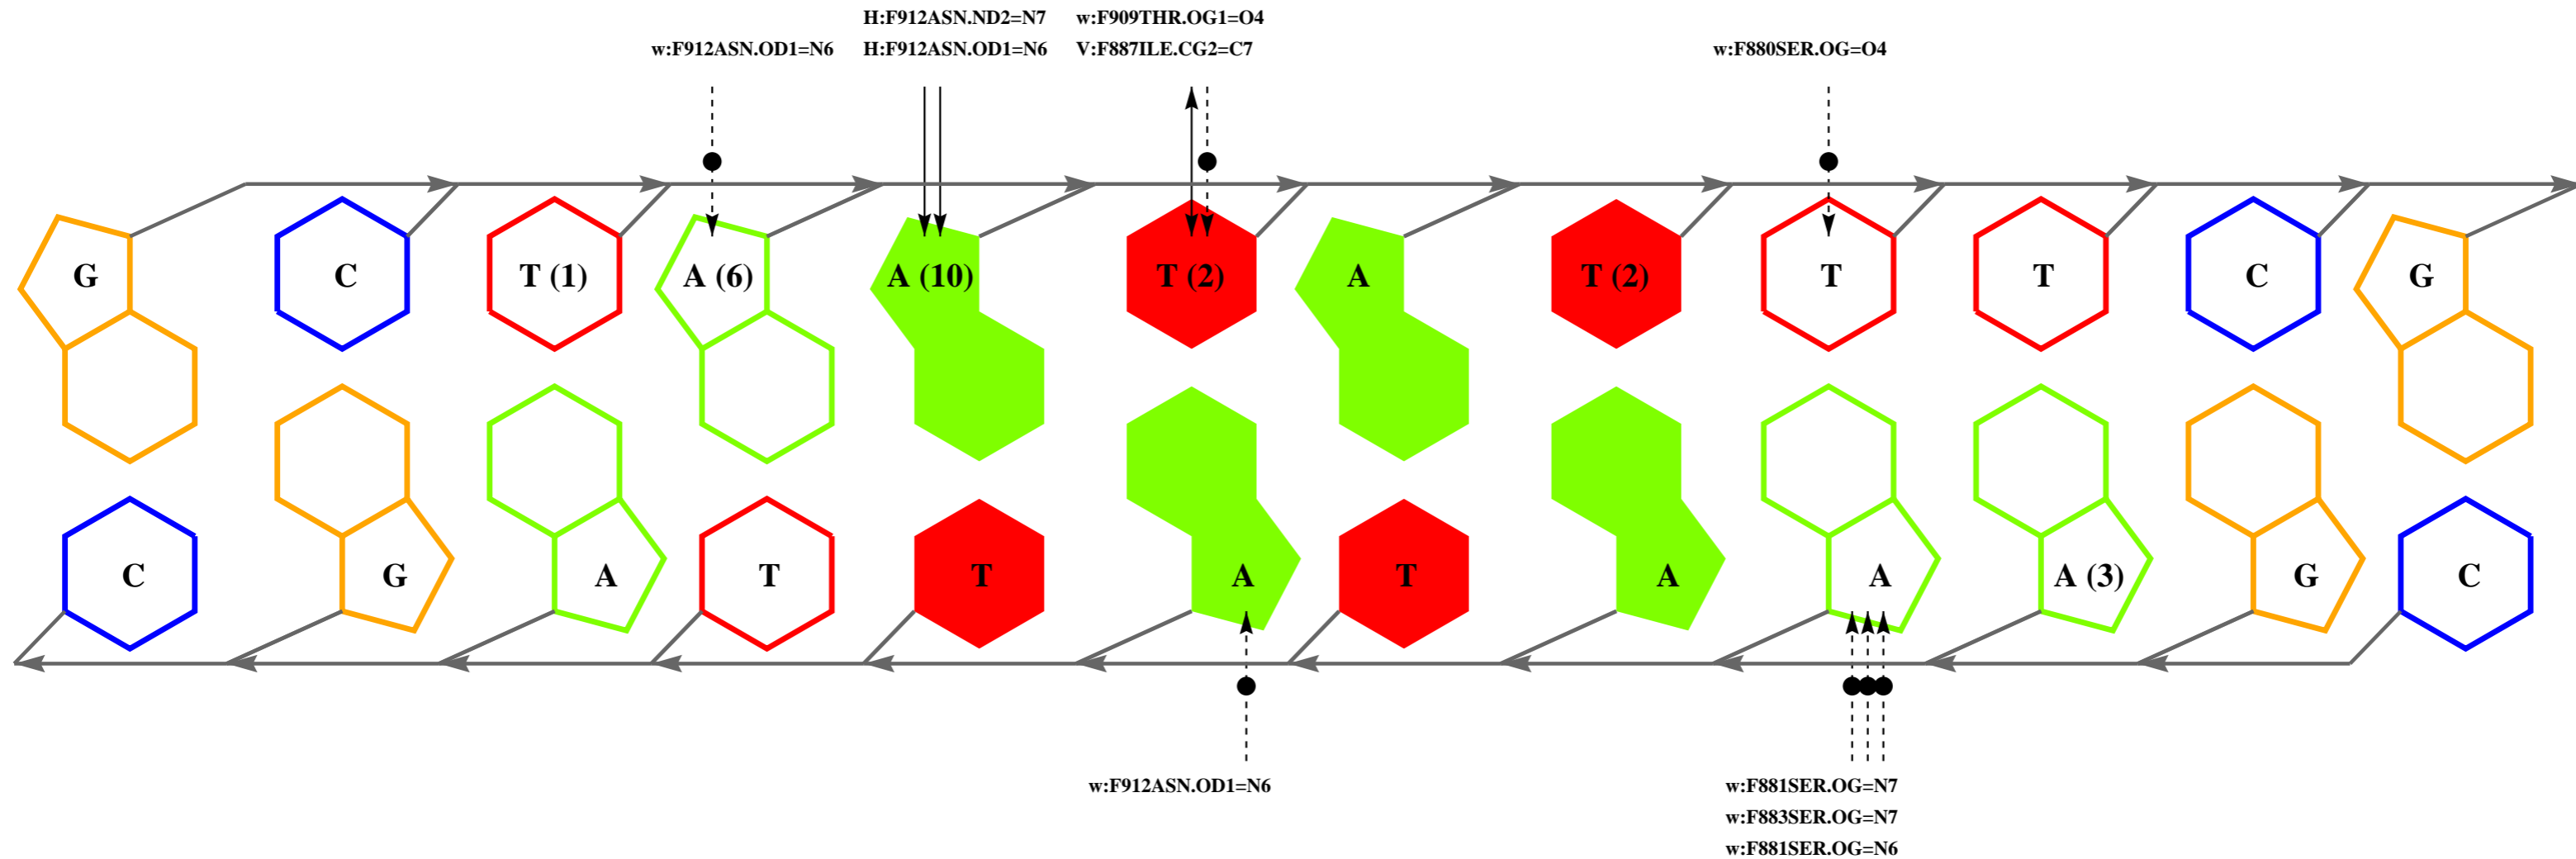 H:F912ASN.ND2=N7 w:F909THR.OG1=O4
w:F912ASN.OD1=N6 H:F912ASN.OD1=N6 V:F887ILE.CG2=C7 w:F880SER.OG=O4
G C T (1) A (6) A (10) T (2) A T (2) T T C G
C G A T T A T A A A (3) G C
w:F912ASN.OD1=N6 w:F881SER.OG=N7
w:F883SER.OG=N7
w:F881SER.OG=N6